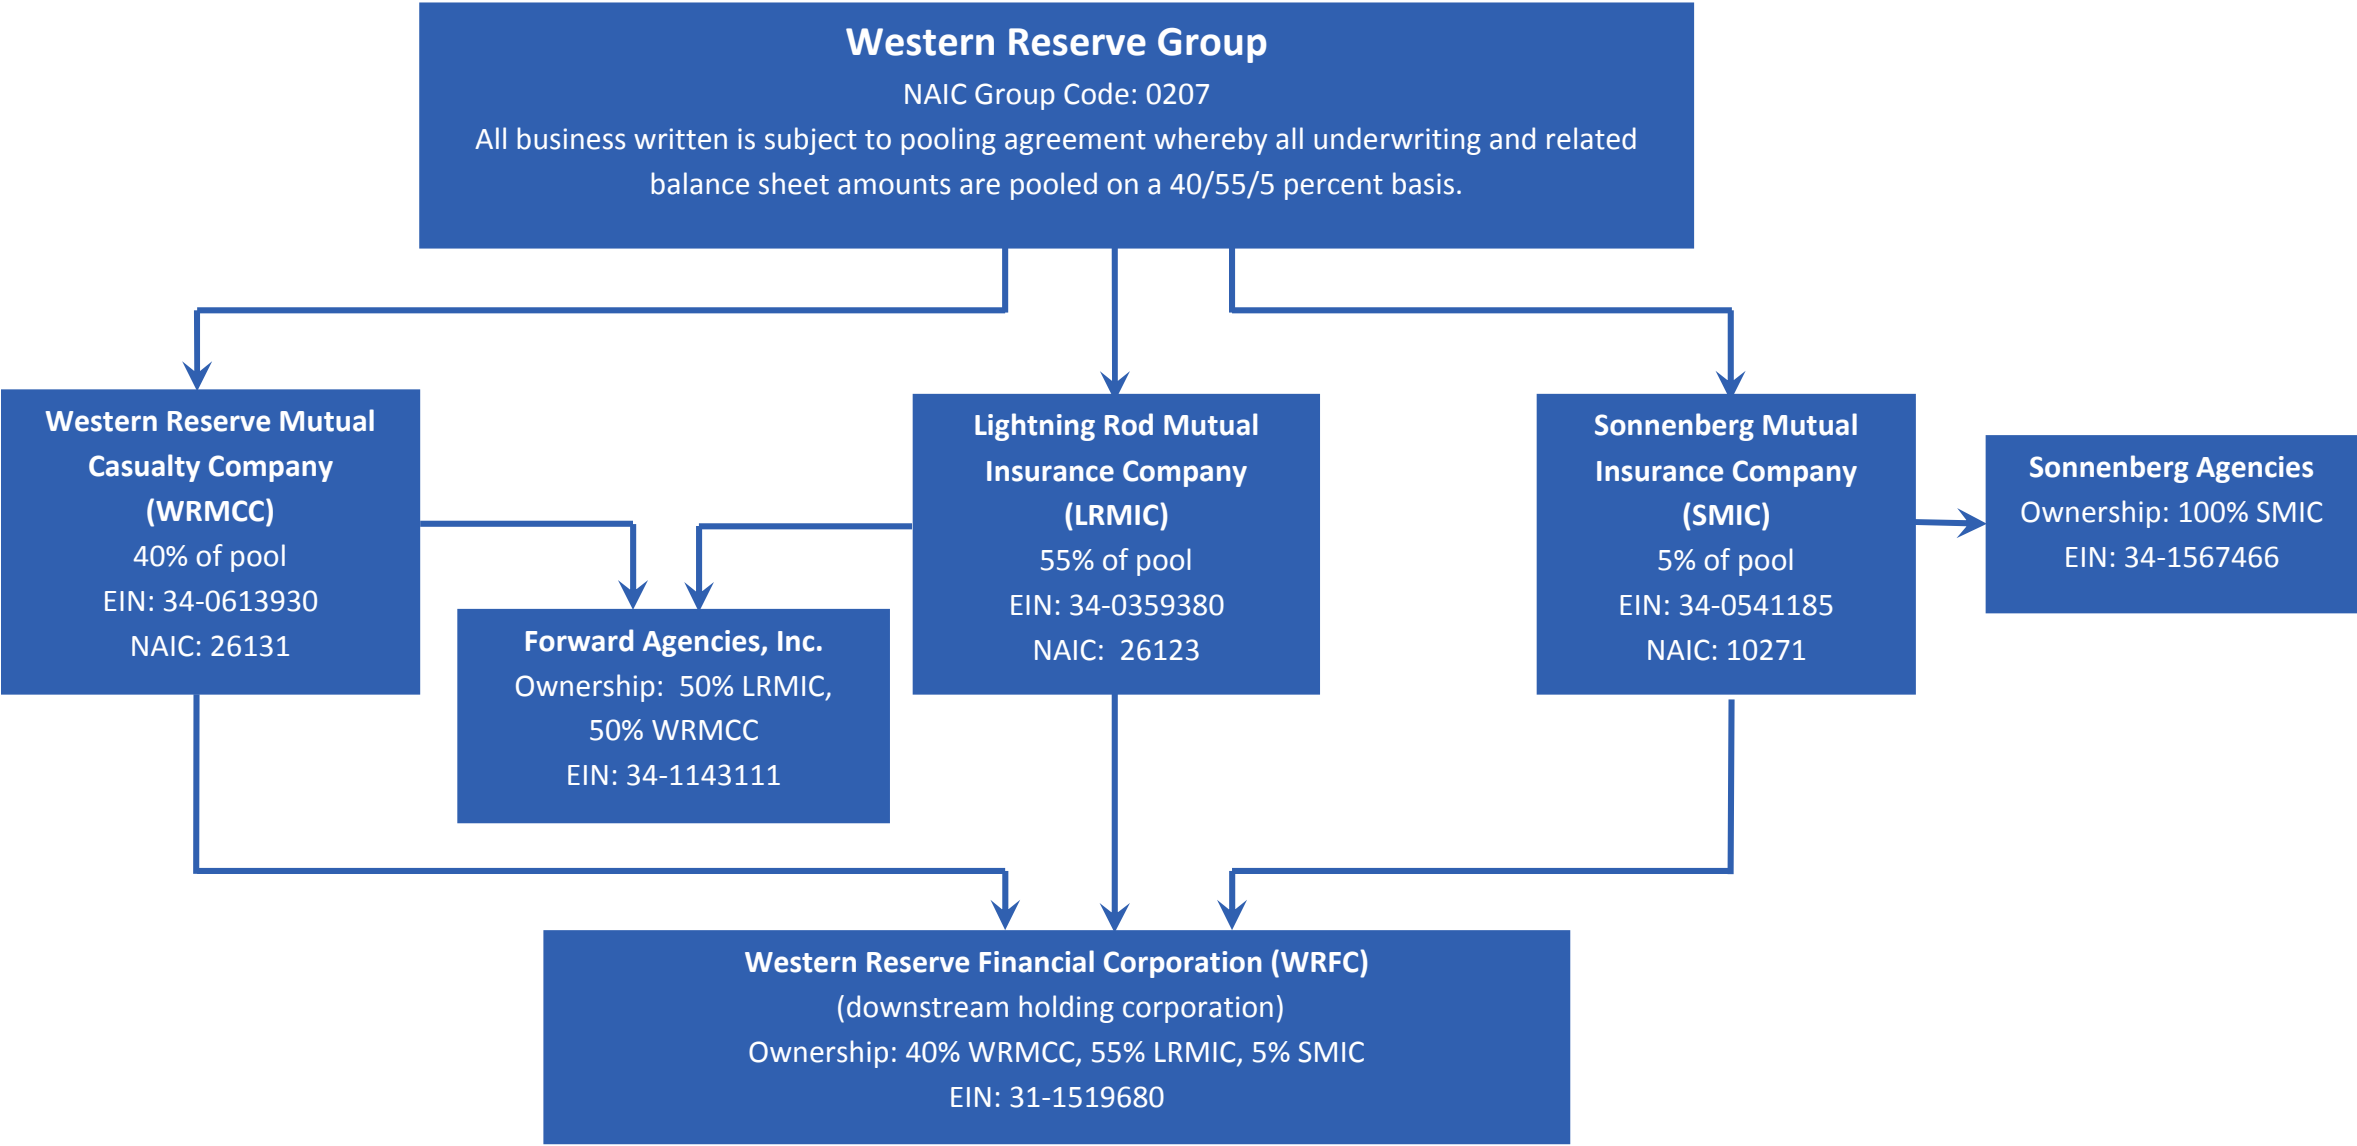 Western Reserve Group
NAIC Group Code: 0207
All business written is subject to pooling agreement whereby all underwriting and related
balance sheet amounts are pooled on a 40/55/5 percent basis.
Western Reserve Mutual
Casualty Company
(WRMCC)
40% of pool
EIN: 34-0613930
NAIC: 26131
Forward Agencies, Inc.
Ownership:  50% LRMIC,
50% WRMCC
EIN: 34-1143111
Lightning Rod Mutual
Insurance Company
(LRMIC)
55% of pool
EIN: 34-0359380
NAIC:  26123
Sonnenberg Mutual
Insurance Company
(SMIC)
5% of pool
EIN: 34-0541185
NAIC: 10271
Sonnenberg Agencies
Ownership: 100% SMIC
EIN: 34-1567466
Western Reserve Financial Corporation (WRFC)
(downstream holding corporation)
Ownership: 40% WRMCC, 55% LRMIC, 5% SMIC
EIN: 31-1519680